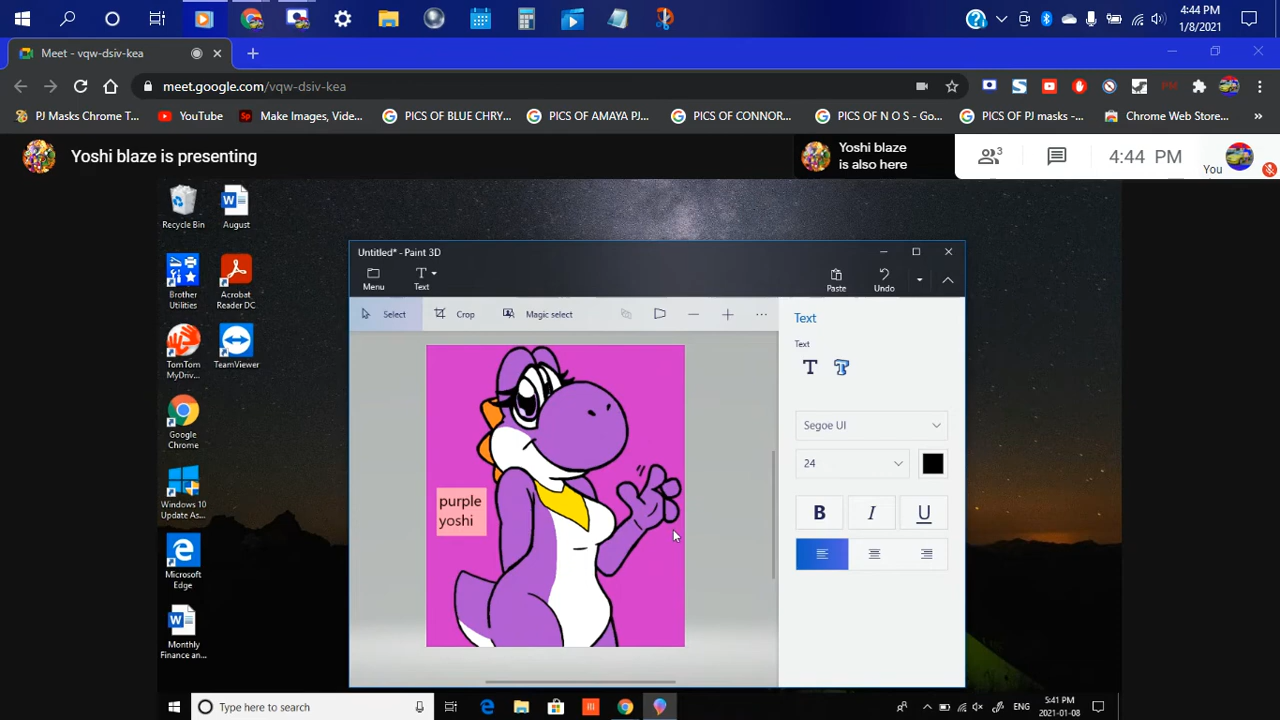 4:44 PM
1/8/2021
Meet - vqw-dsiv-kea
meet.google.com/vqw-dsiv-kea
PJ Masks Chrome T...
YouTube
Make Images, Vide...
PICS OF BLUE CHRY...
PICS OF AMAYA PJ...
PICS OF CONNOR...
PICS OF N O S - Go...
PICS OF PJ masks -...
Chrome Web Store...
»
Yoshi blaze is presenting
Yoshi blaze
is also here
3
4:44 PM
You
Recycle Bin
August
Brother
Utilities
Acrobat
Reader DC
TomTom
MyDriv...
TeamViewer
Google
Chrome
Windows 10
Update As...
Microsoft
Edge
Monthly
Finance an...
Untitled* - Paint 3D
Menu
Text
Paste
Undo
Select
Crop
Magic select
Text
Text
Segoe UI
24
B
I
U
purple
yoshi
Type here to search
ENG
5:41 PM
2021-01-08